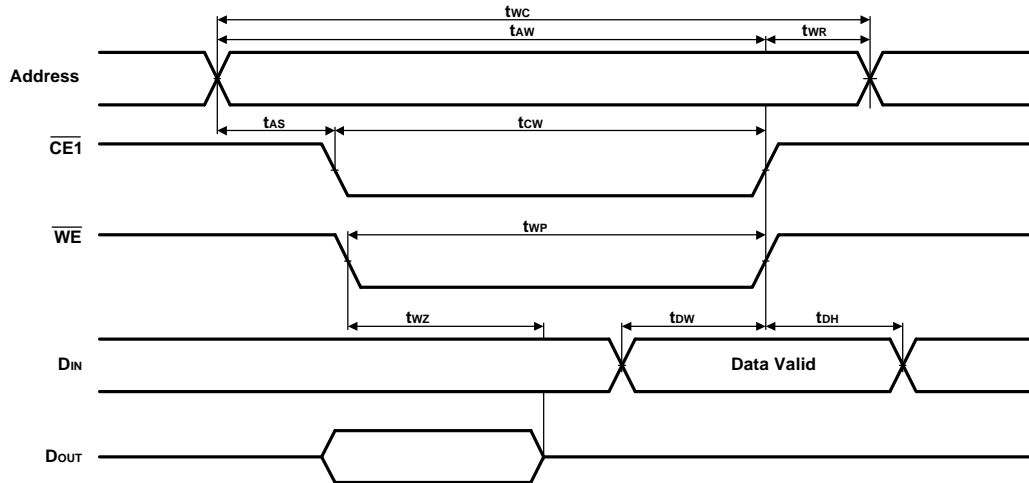 tWC
tAW
tWR
Address
tAS
tCW
CE1
WE
tWP
tWZ
tDW
tDH
DIN
Data Valid
DOUT